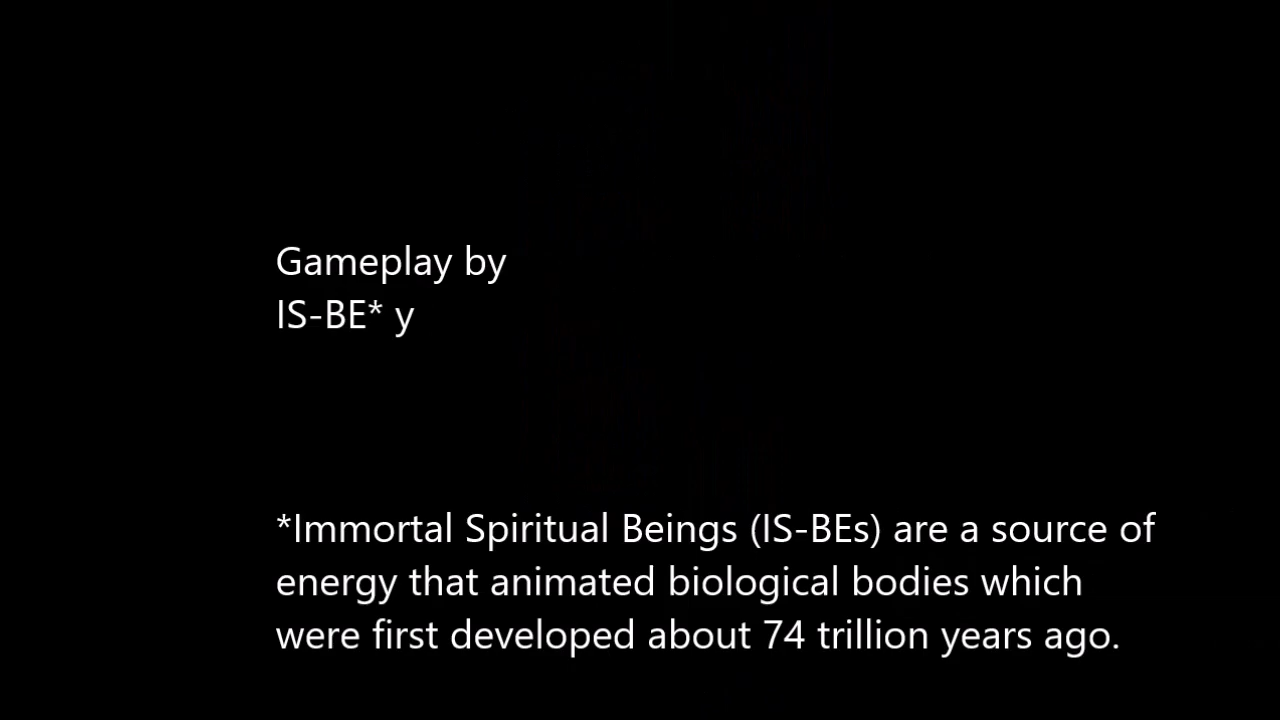 Gameplay by
IS-BE* y
*Immortal Spiritual Beings (IS-BEs) are a source of
energy that animated biological bodies which
were first developed about 74 trillion years ago.